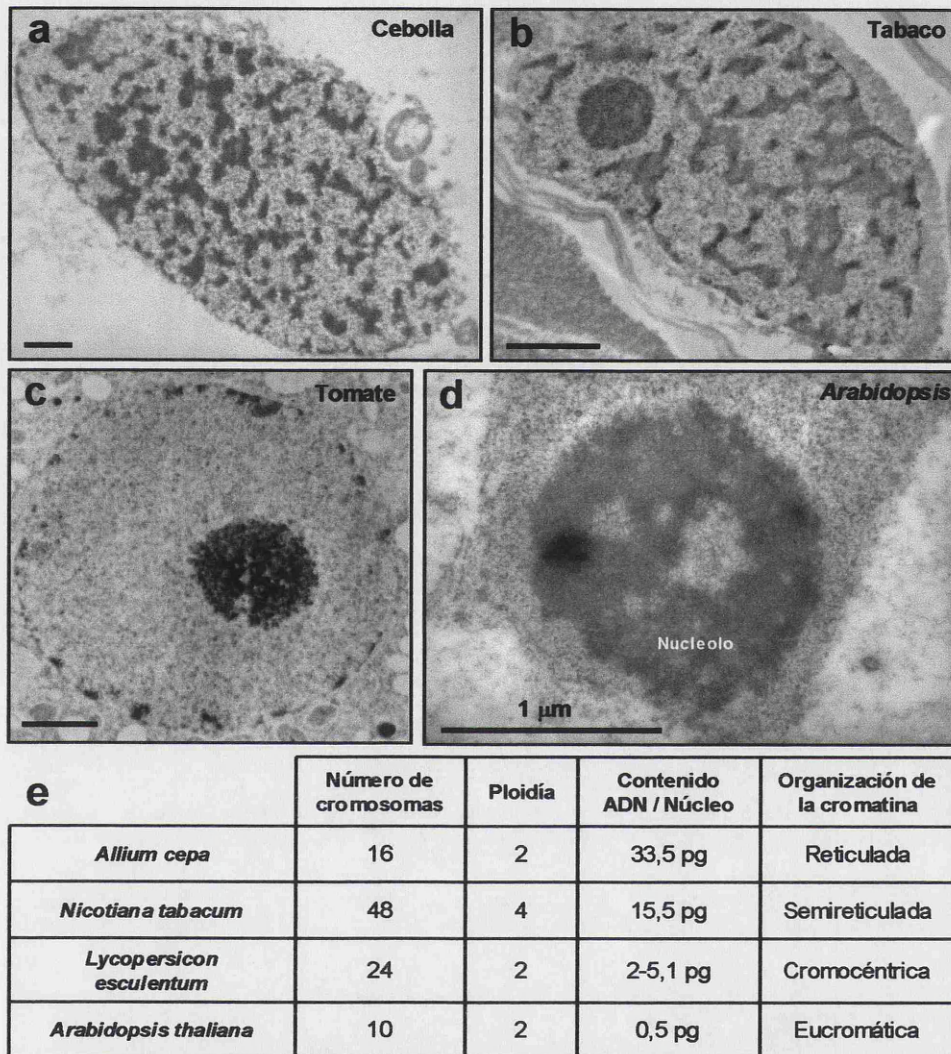 a
Cebolla
b
Tabaco
c
Tomate
d
Arabidopsis
Nucleolo
1 μm
e
Número de
cromosomas
Ploidía
Contenido
ADN / Núcleo
Organización de
la cromatina
Allium cepa
16
2
33,5 pg
Reticulada
Nicotiana tabacum
48
4
15,5 pg
Semireticulada
Lycopersicon
esculentum
24
2
2-5,1 pg
Cromocéntrica
Arabidopsis thaliana
10
2
0,5 pg
Eucromática